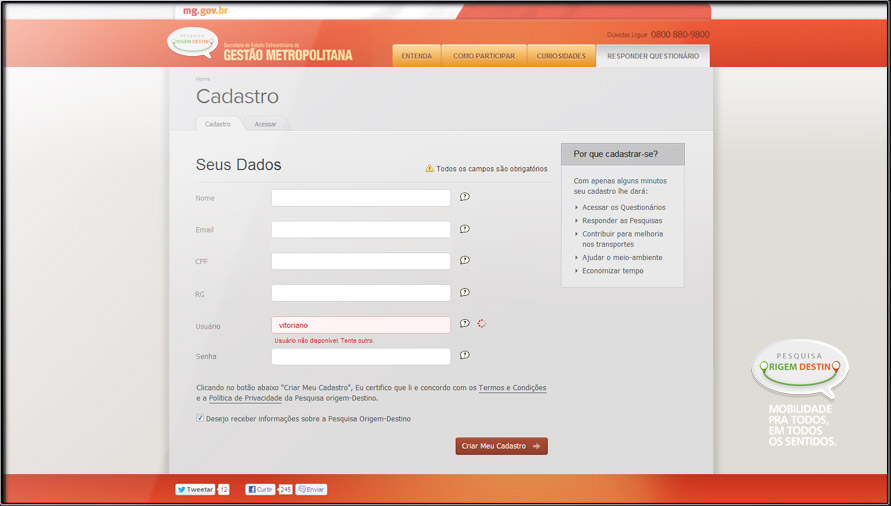 mg.gov.br
Dúvidas Ligue 0800 880-9800
PESQUISA
ORIGEM DESTINO
Secretaria de Estado Extraordinária de
GESTÃO METROPOLITANA
ENTENDA
COMO PARTICIPAR
CURIOSIDADES
RESPONDER QUESTIONÁRIO
Home
Cadastro
Cadastro
Acessar
Seus Dados
Todos os campos são obrigatórios
Nome
Email
CPF
RG
Usuário
vitoriano
Usuário não disponível. Tente outro.
Senha
Clicando no botão abaixo "Criar Meu Cadastro", Eu certifico que li e concordo com os Termos e Condições
e a Política de Privacidade da Pesquisa origem-Destino.
Desejo receber informações sobre a Pesquisa Origem-Destino
Criar Meu Cadastro
Por que cadastrar-se?
Com apenas alguns minutos
seu cadastro lhe dará:
Acessar os Questionários
Responder as Pesquisas
Contribuir para melhoria
nos transportes
Ajudar o meio-ambiente
Economizar tempo
PESQUISA
ORIGEM DESTINO
MOBILIDADE
PRA TODOS,
EM TODOS
OS SENTIDOS.
Tweetar 12
Curtir 245
Enviar